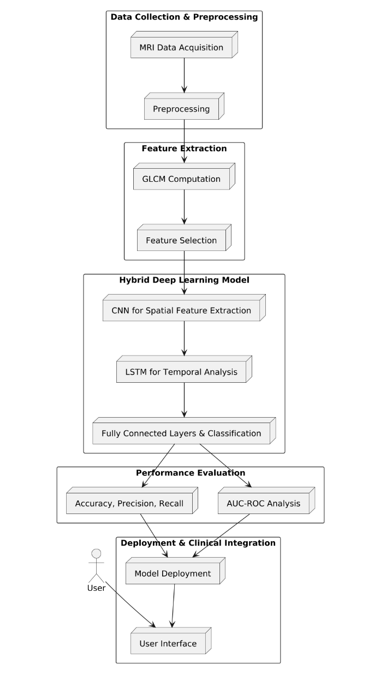 Data Collection & Preprocessing
MRI Data Acquisition
Preprocessing
Feature Extraction
GLCM Computation
Feature Selection
Hybrid Deep Learning Model
CNN for Spatial Feature Extraction
LSTM for Temporal Analysis
Fully Connected Layers & Classification
Performance Evaluation
Accuracy, Precision, Recall
AUC-ROC Analysis
Deployment & Clinical Integration
Model Deployment
User
User Interface